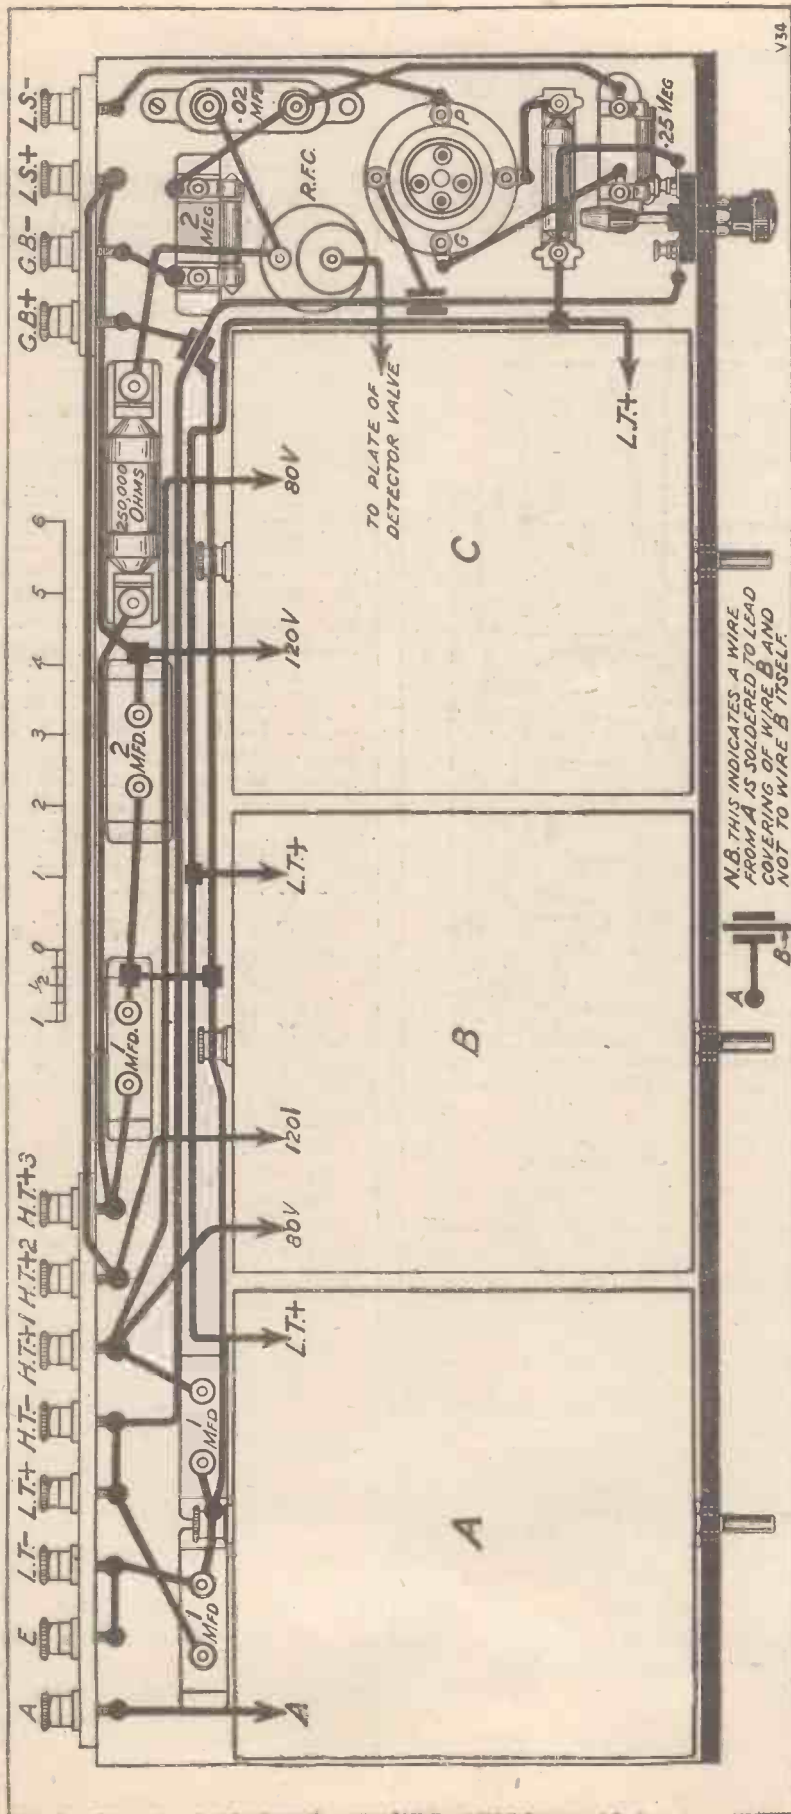 A E L.T.- L.T.+ H.T.- H.T.+1 H.T.+2 H.T.+3
1 ½ 0 1 2 3 4 5 6
G.B.+ G.B.- L.S.+ L.S.-
1 MFD.
2 MFD.
250,000
OHMS
2 MEG
.02
MFD
1 MFD
1 MFD
R.F.C.
A
L.T.+
80V
120V
L.T.+
120V
80V
TO PLATE OF
DETECTOR VALVE
P
G
A
B
C
L.T.+
.25 MEG
A
B
N.B. THIS INDICATES A WIRE
FROM A IS SOLDERED TO LEAD
COVERING OF WIRE B AND
NOT TO WIRE B ITSELF.
V34